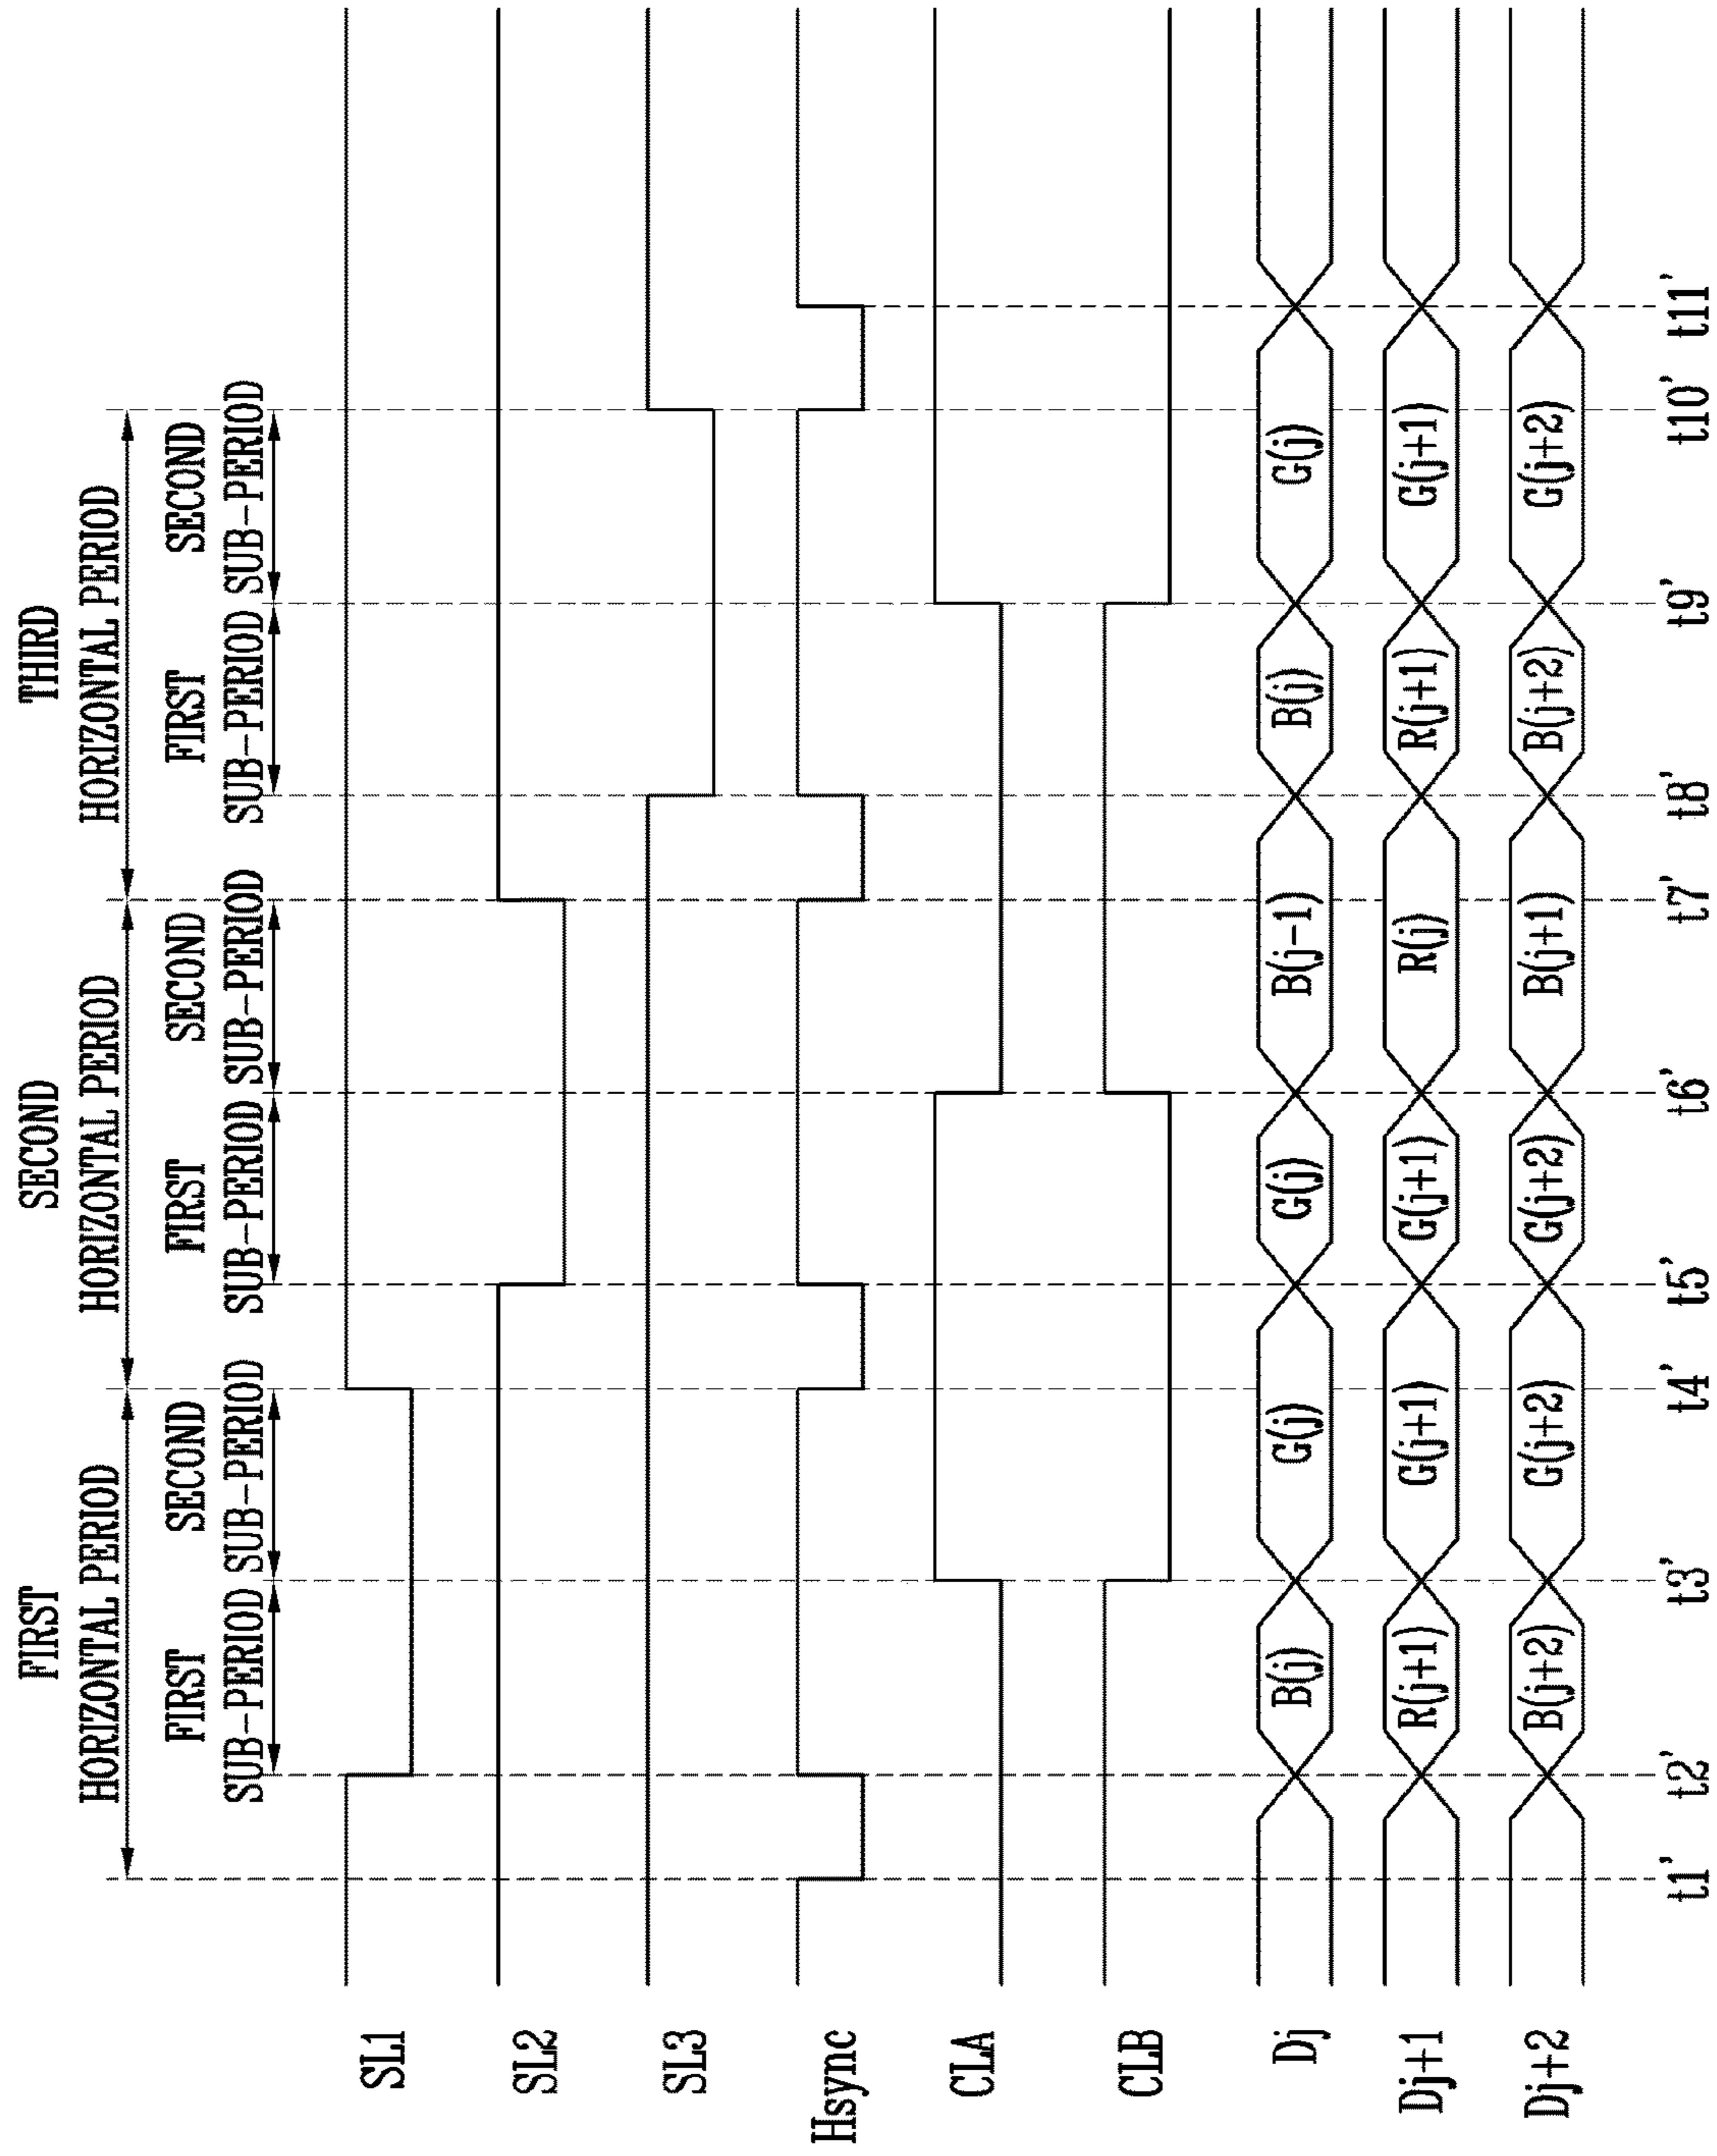 FIRST
HORIZONTAL PERIOD
SECOND
HORIZONTAL PERIOD
THIRD
HORIZONTAL PERIOD
FIRST
SUB-PERIOD
SECOND
SUB-PERIOD
FIRST
SUB-PERIOD
SECOND
SUB-PERIOD
FIRST
SUB-PERIOD
SECOND
SUB-PERIOD
SL1
SL2
SL3
Hsync
CLA
CLB
Dj B(j) G(j) G(j) B(j-1) B(j) G(j)
Dj+1 R(j+1) G(j+1) G(j+1) R(j) R(j+1) G(j+1)
Dj+2 B(j+2) G(j+2) G(j+2) B(j+1) B(j+2) G(j+2)
t1' t2' t3' t4' t5' t6' t7' t8' t9' t10' t11'